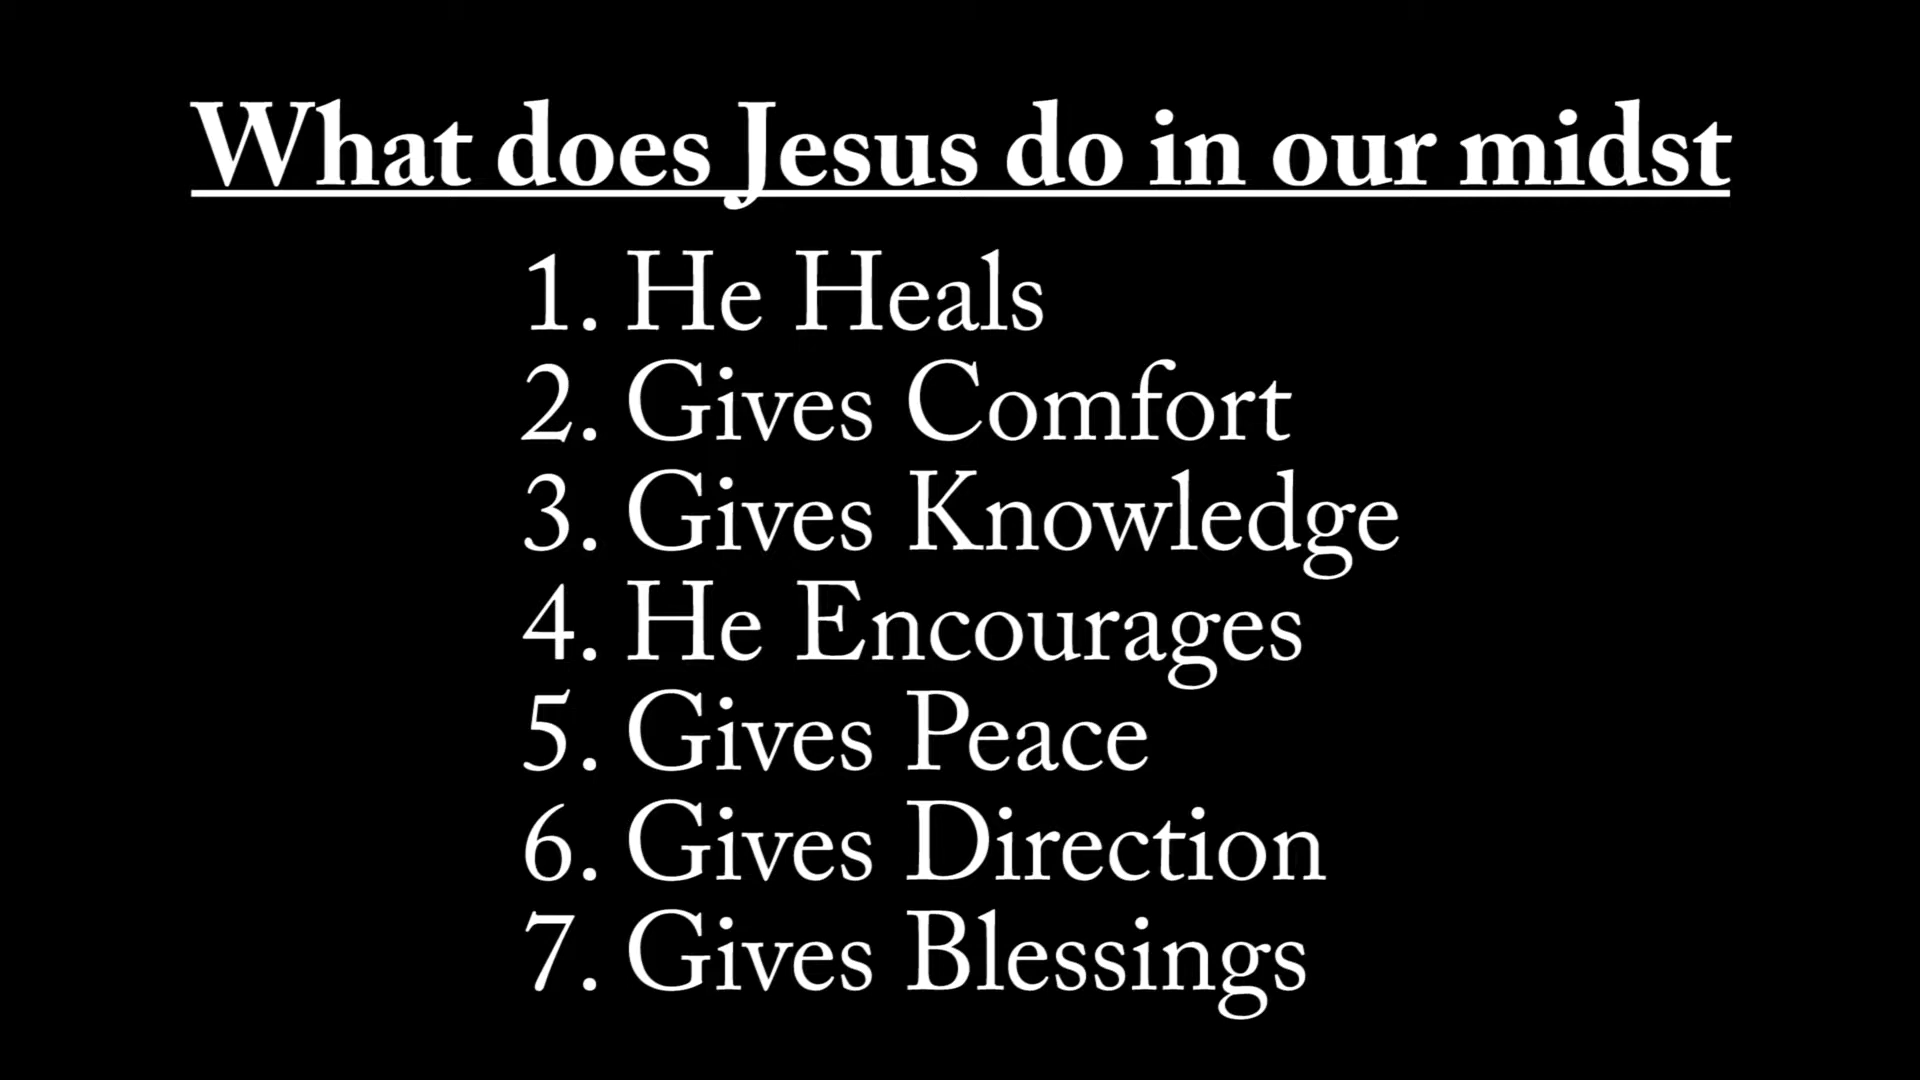 What does Jesus do in our midst
1. He Heals
2. Gives Comfort
3. Gives Knowledge
4. He Encourages
5. Gives Peace
6. Gives Direction
7. Gives Blessings